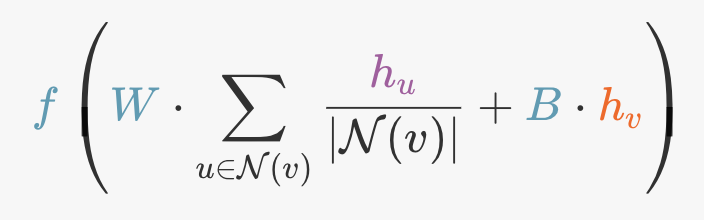 f ( W · ∑_{u∈𝒩(v)} h_u / |𝒩(v)| + B · h_v )